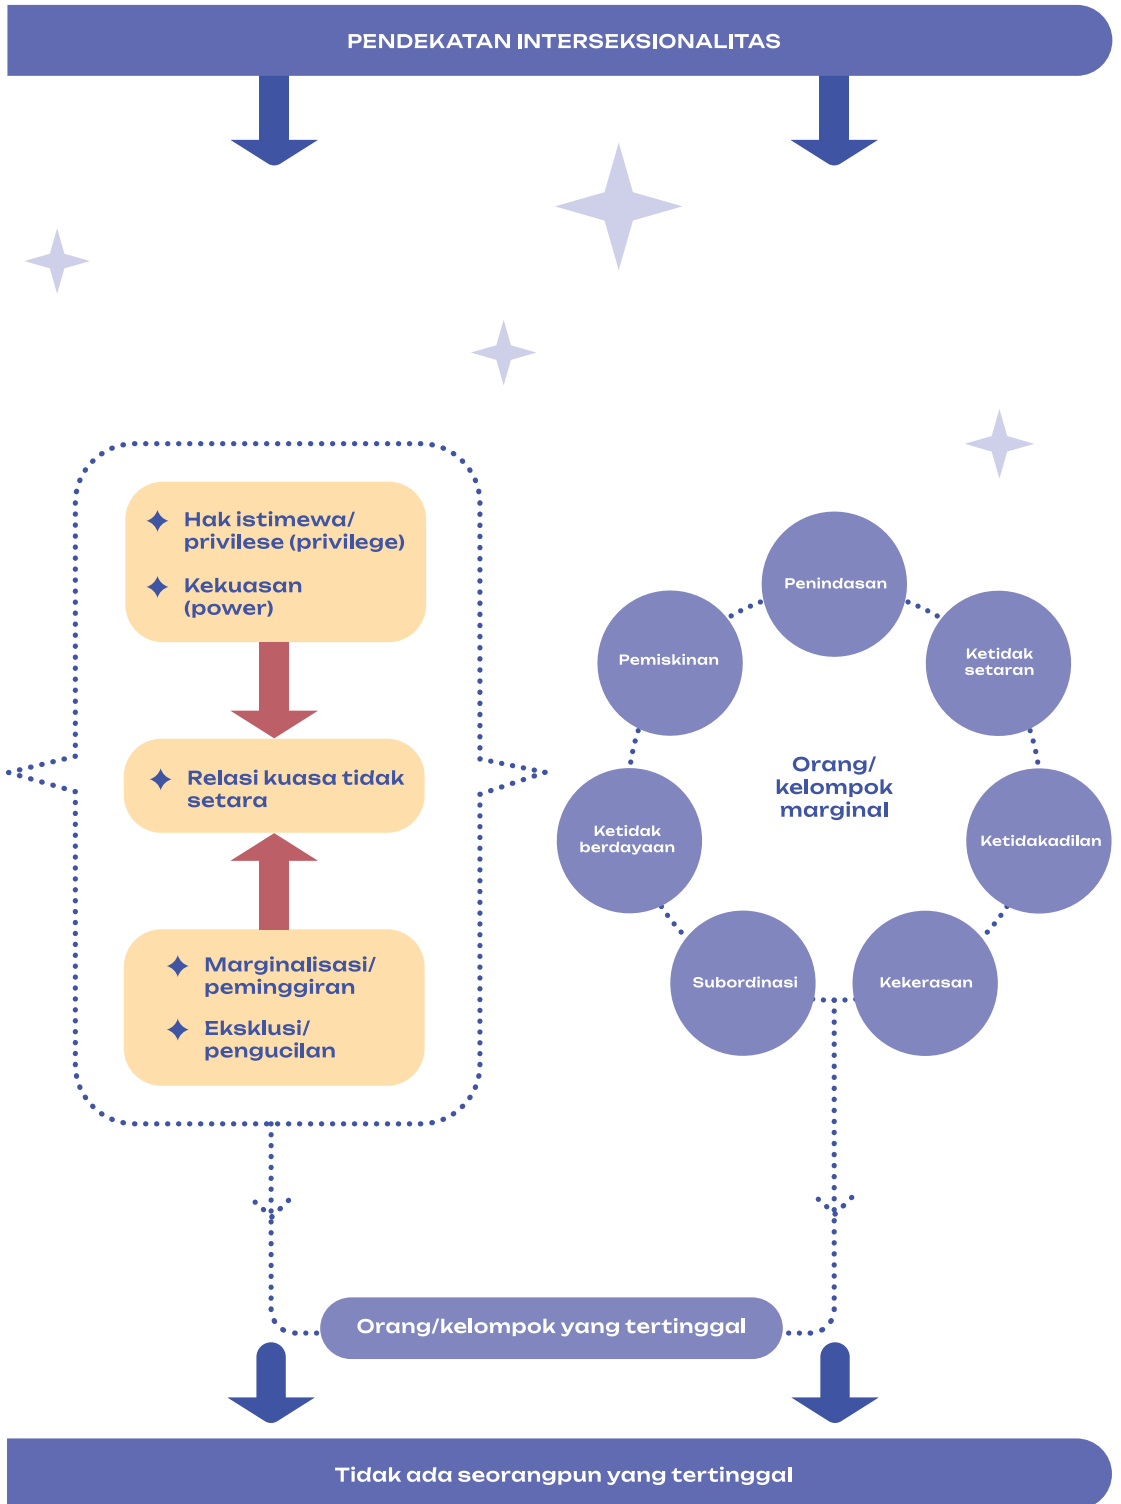 PENDEKATAN INTERSEKSIONALITAS
Hak istimewa/
privilese (privilege)
Kekuasan
(power)
Relasi kuasa tidak
setara
Marginalisasi/
peminggiran
Eksklusi/
pengucilan
Penindasan
Pemiskinan
Ketidak
setaran
Orang/
kelompok
marginal
Ketidak
berdayaan
Ketidakadilan
Subordinasi
Kekerasan
Orang/kelompok yang tertinggal
Tidak ada seorangpun yang tertinggal